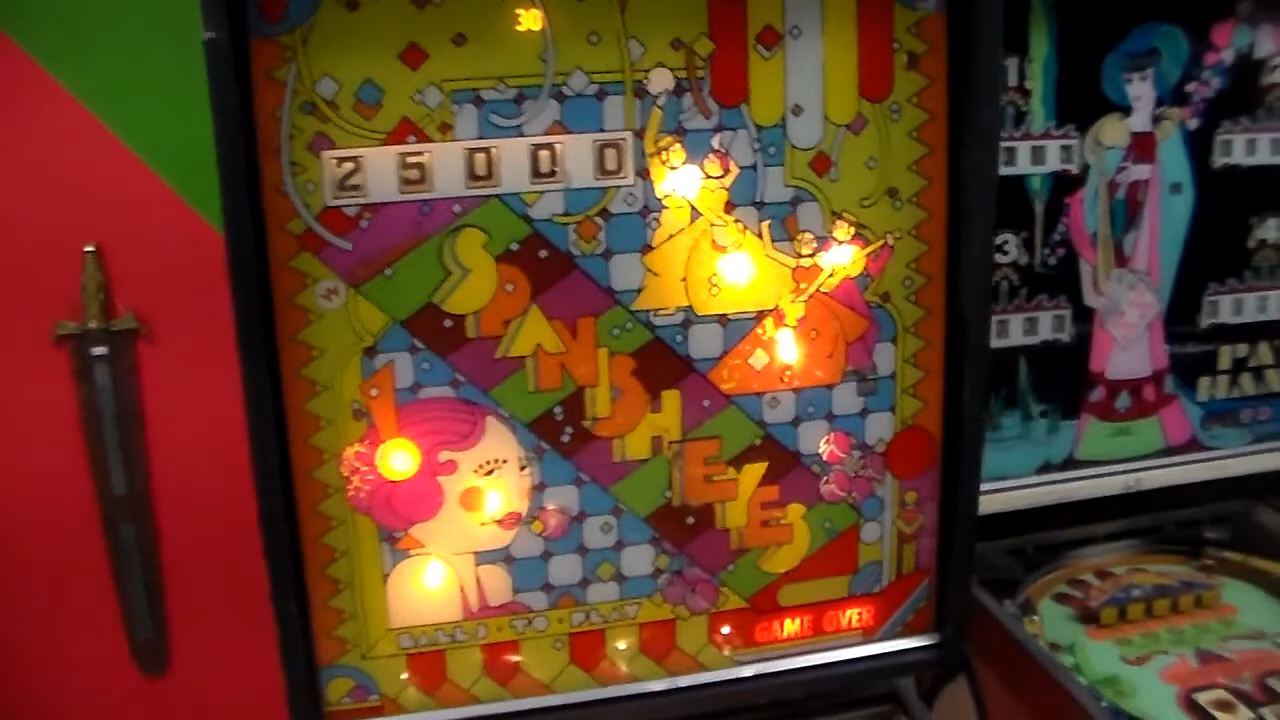 30
25000
SPANISH EYES
BALLS TO PLAY
GAME OVER